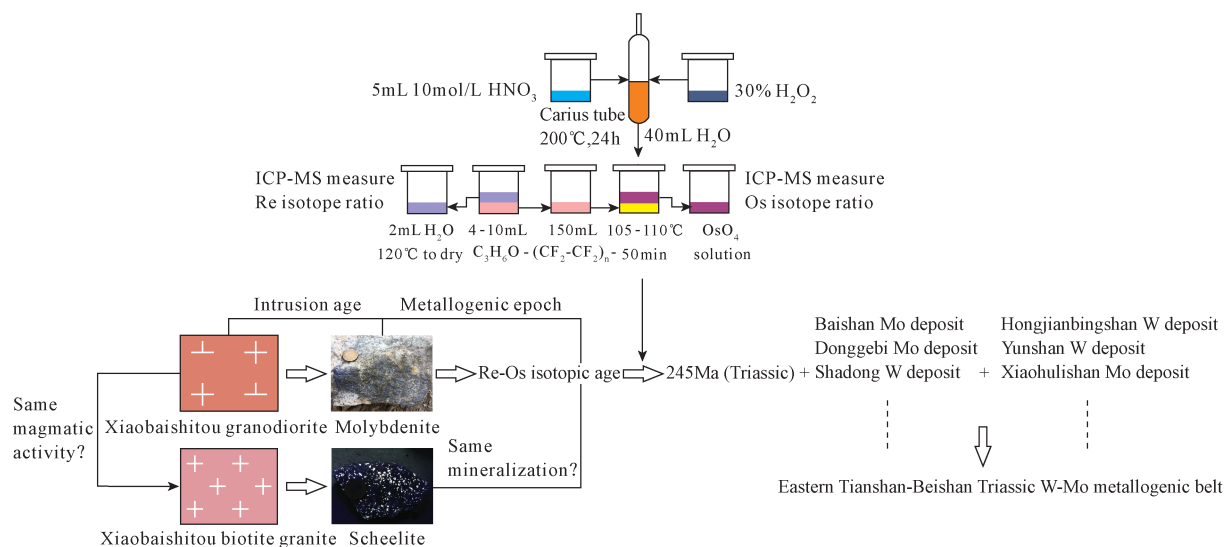 5mL 10mol/L HNO₃
30% H₂O₂
Carius tube
200℃,24h
40mL H₂O
ICP-MS measure
Re isotope ratio
ICP-MS measure
Os isotope ratio
2mL H₂O
120℃ to dry
4-10mL
150mL
105-110℃
C₃H₆O - (CF₂-CF₂)ₙ - 50min
OsO₄
solution
Intrusion age
Metallogenic epoch
Baishan Mo deposit
Donggebi Mo deposit
Shadong W deposit
Hongjianbingshan W deposit
Yunshan W deposit
Xiaohulishan Mo deposit
Re-Os isotopic age
245Ma (Triassic) +
+
Same
magmatic
activity?
Xiaobaishitou granodiorite
Molybdenite
Same
mineralization?
Eastern Tianshan-Beishan Triassic W-Mo metallogenic belt
Xiaobaishitou biotite granite
Scheelite